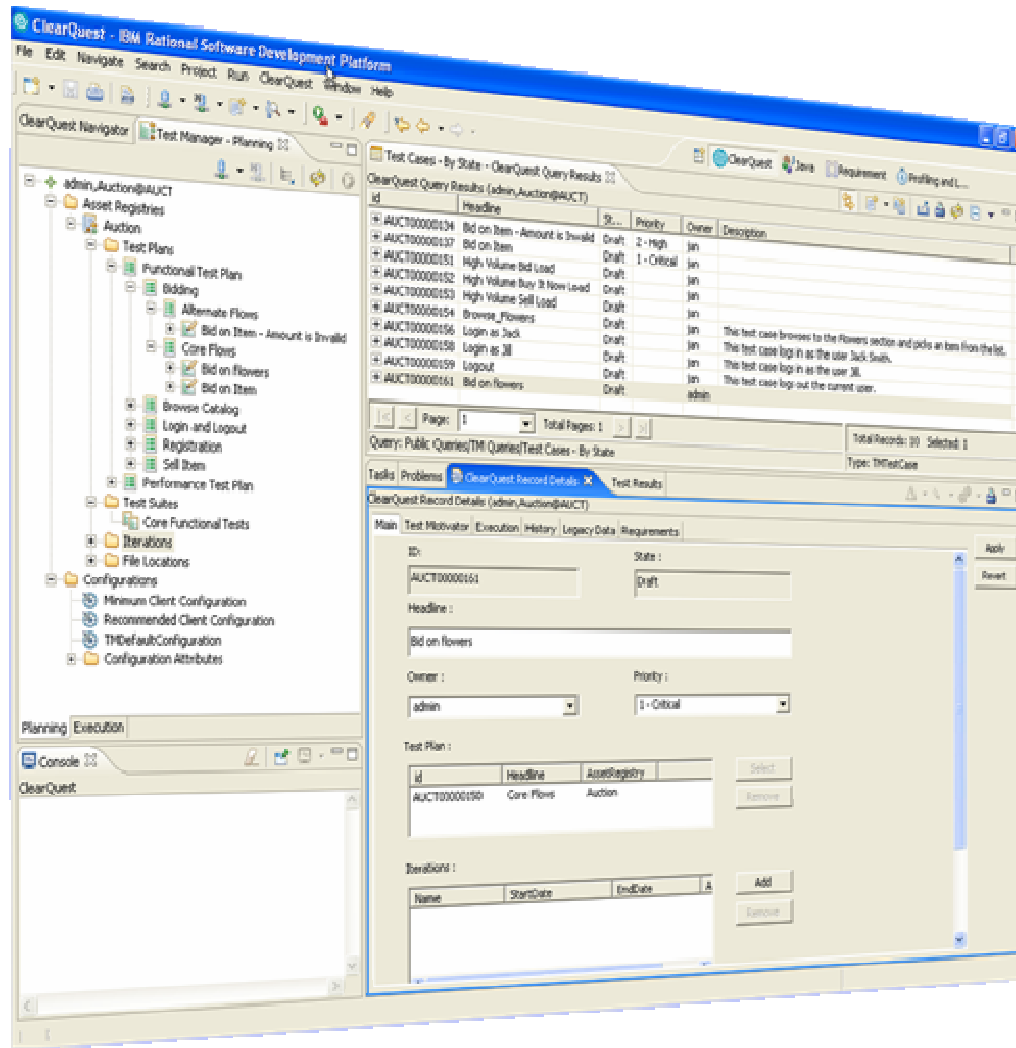 ClearQuest - IBM Rational Software Development Platform
File Edit Navigate Search Project Run ClearQuest Window Help
ClearQuest Navigator Test Manager - Planning
admin,Auction@AUCT
Asset Registries
Auction
Test Plans
Functional Test Plan
Bidding
Alternate Flows
Bid on Item - Amount is Invalid
Core Flows
Bid on flowers
Bid on Item
Browse Catalog
Login and Logout
Registration
Sell Item
Performance Test Plan
Test Suites
Core Functional Tests
Iterations
File Locations
Configurations
Minimum Client Configuration
Recommended Client Configuration
TMDefaultConfiguration
Configuration Attributes
Planning Execution
Console
ClearQuest
ClearQuest Java Requirement Profiling and L...
Test Cases - By State - ClearQuest Query Results
ClearQuest Query Results (admin,Auction@AUCT)
id Headline St... Priority Owner Description
AUCT00000134 Bid on Item - Amount is Invalid Draft 2 - High jan
AUCT00000137 Bid on Item Draft 1 - Critical jan
AUCT00000151 High Volume Bid Load Draft jan
AUCT00000152 High Volume Buy It Now Load Draft jan
AUCT00000153 High Volume Sell Load Draft jan
AUCT00000154 Browse_Flowers Draft jan This test case browses to the flowers section and picks an item from the list.
AUCT00000156 Login as Jack Draft jan This test case logs in as the user Jack Smith.
AUCT00000158 Login as Jill Draft jan This test case logs in as the user Jill.
AUCT00000159 Logout Draft jan This test case logs out the current user.
AUCT00000161 Bid on flowers Draft admin
Page: 1 Total Pages: 1 Total Records: 10 Selected: 1
Query: Public Queries/TM Queries/Test Cases - By State Type: TMTestCase
Tasks Problems ClearQuest Record Details Test Results
ClearQuest Record Details (admin,Auction@AUCT)
Main Test Motivator Execution History Legacy Data Requirements
Apply
Revert
ID: State :
AUCT00000161 Draft
Headline :
Bid on flowers
Owner : Priority :
admin 1 - Critical
Test Plan :
id Headline AssetRegistry Select
AUCT00000150 Core Flows Auction Remove
Iterations :
Name StartDate EndDate A Add
Remove